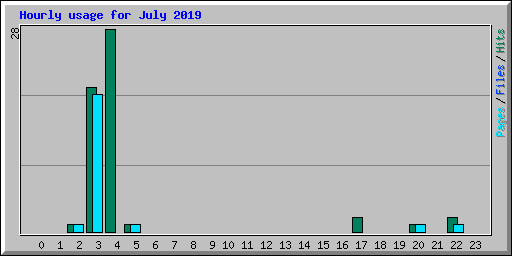 Hourly usage for July 2019
28
Pages/Files/Hits
0 1 2 3 4 5 6 7 8 9 10 11 12 13 14 15 16 17 18 19 20 21 22 23